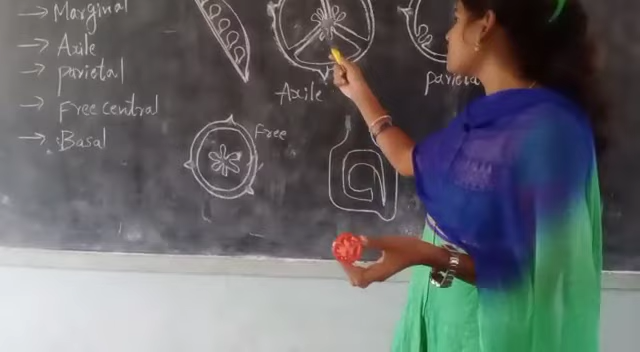 → Marginal
→ Axile
→ parietal
→ Free central
→ Basal
Axile
parieta
Free